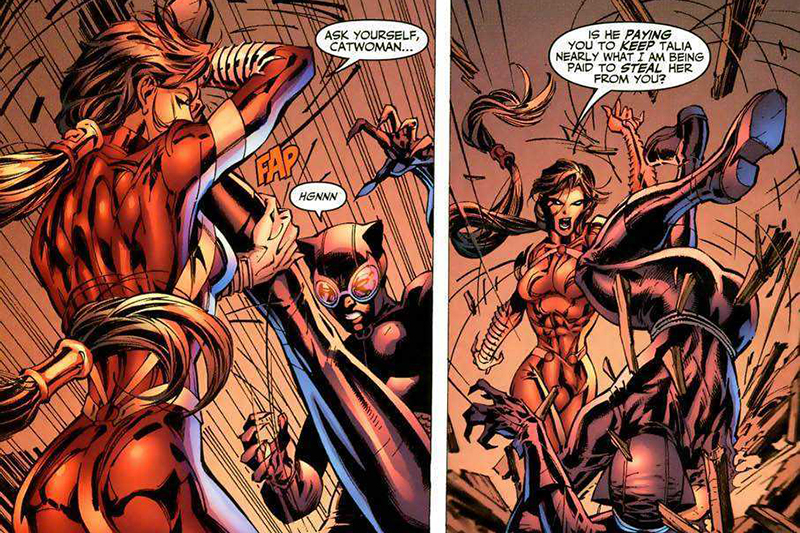 ASK YOURSELF,
CATWOMAN...
FAP
HGNNN
IS HE PAYING
YOU TO KEEP TALIA
NEARLY WHAT I AM BEING
PAID TO STEAL HER
FROM YOU?